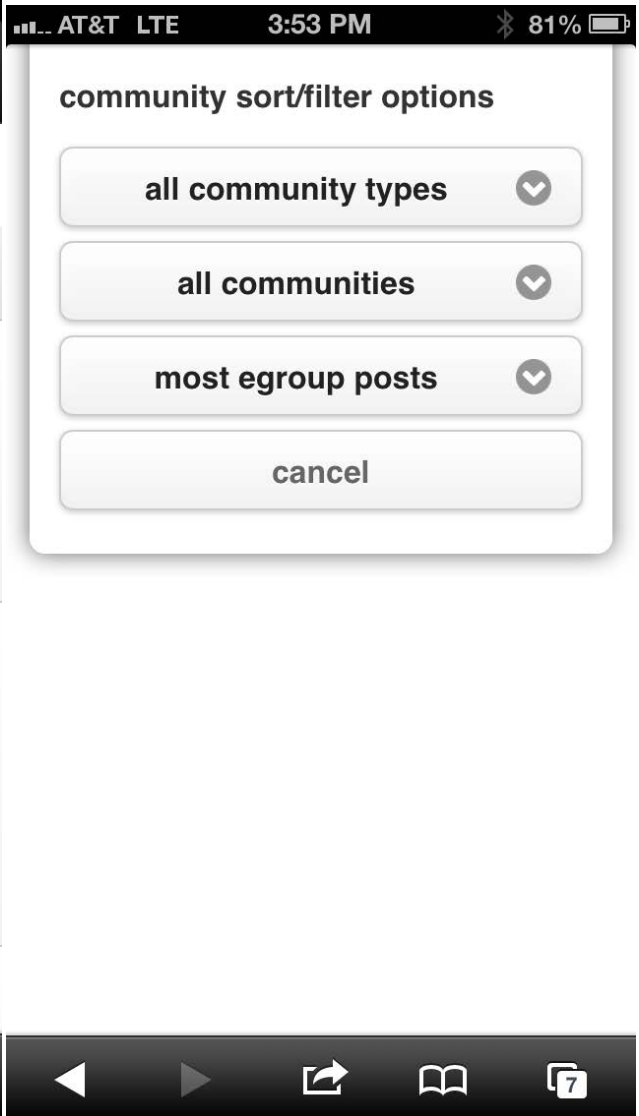 AT&T LTE 3:53 PM 81%
community sort/filter options
all community types
all communities
most egroup posts
cancel
7